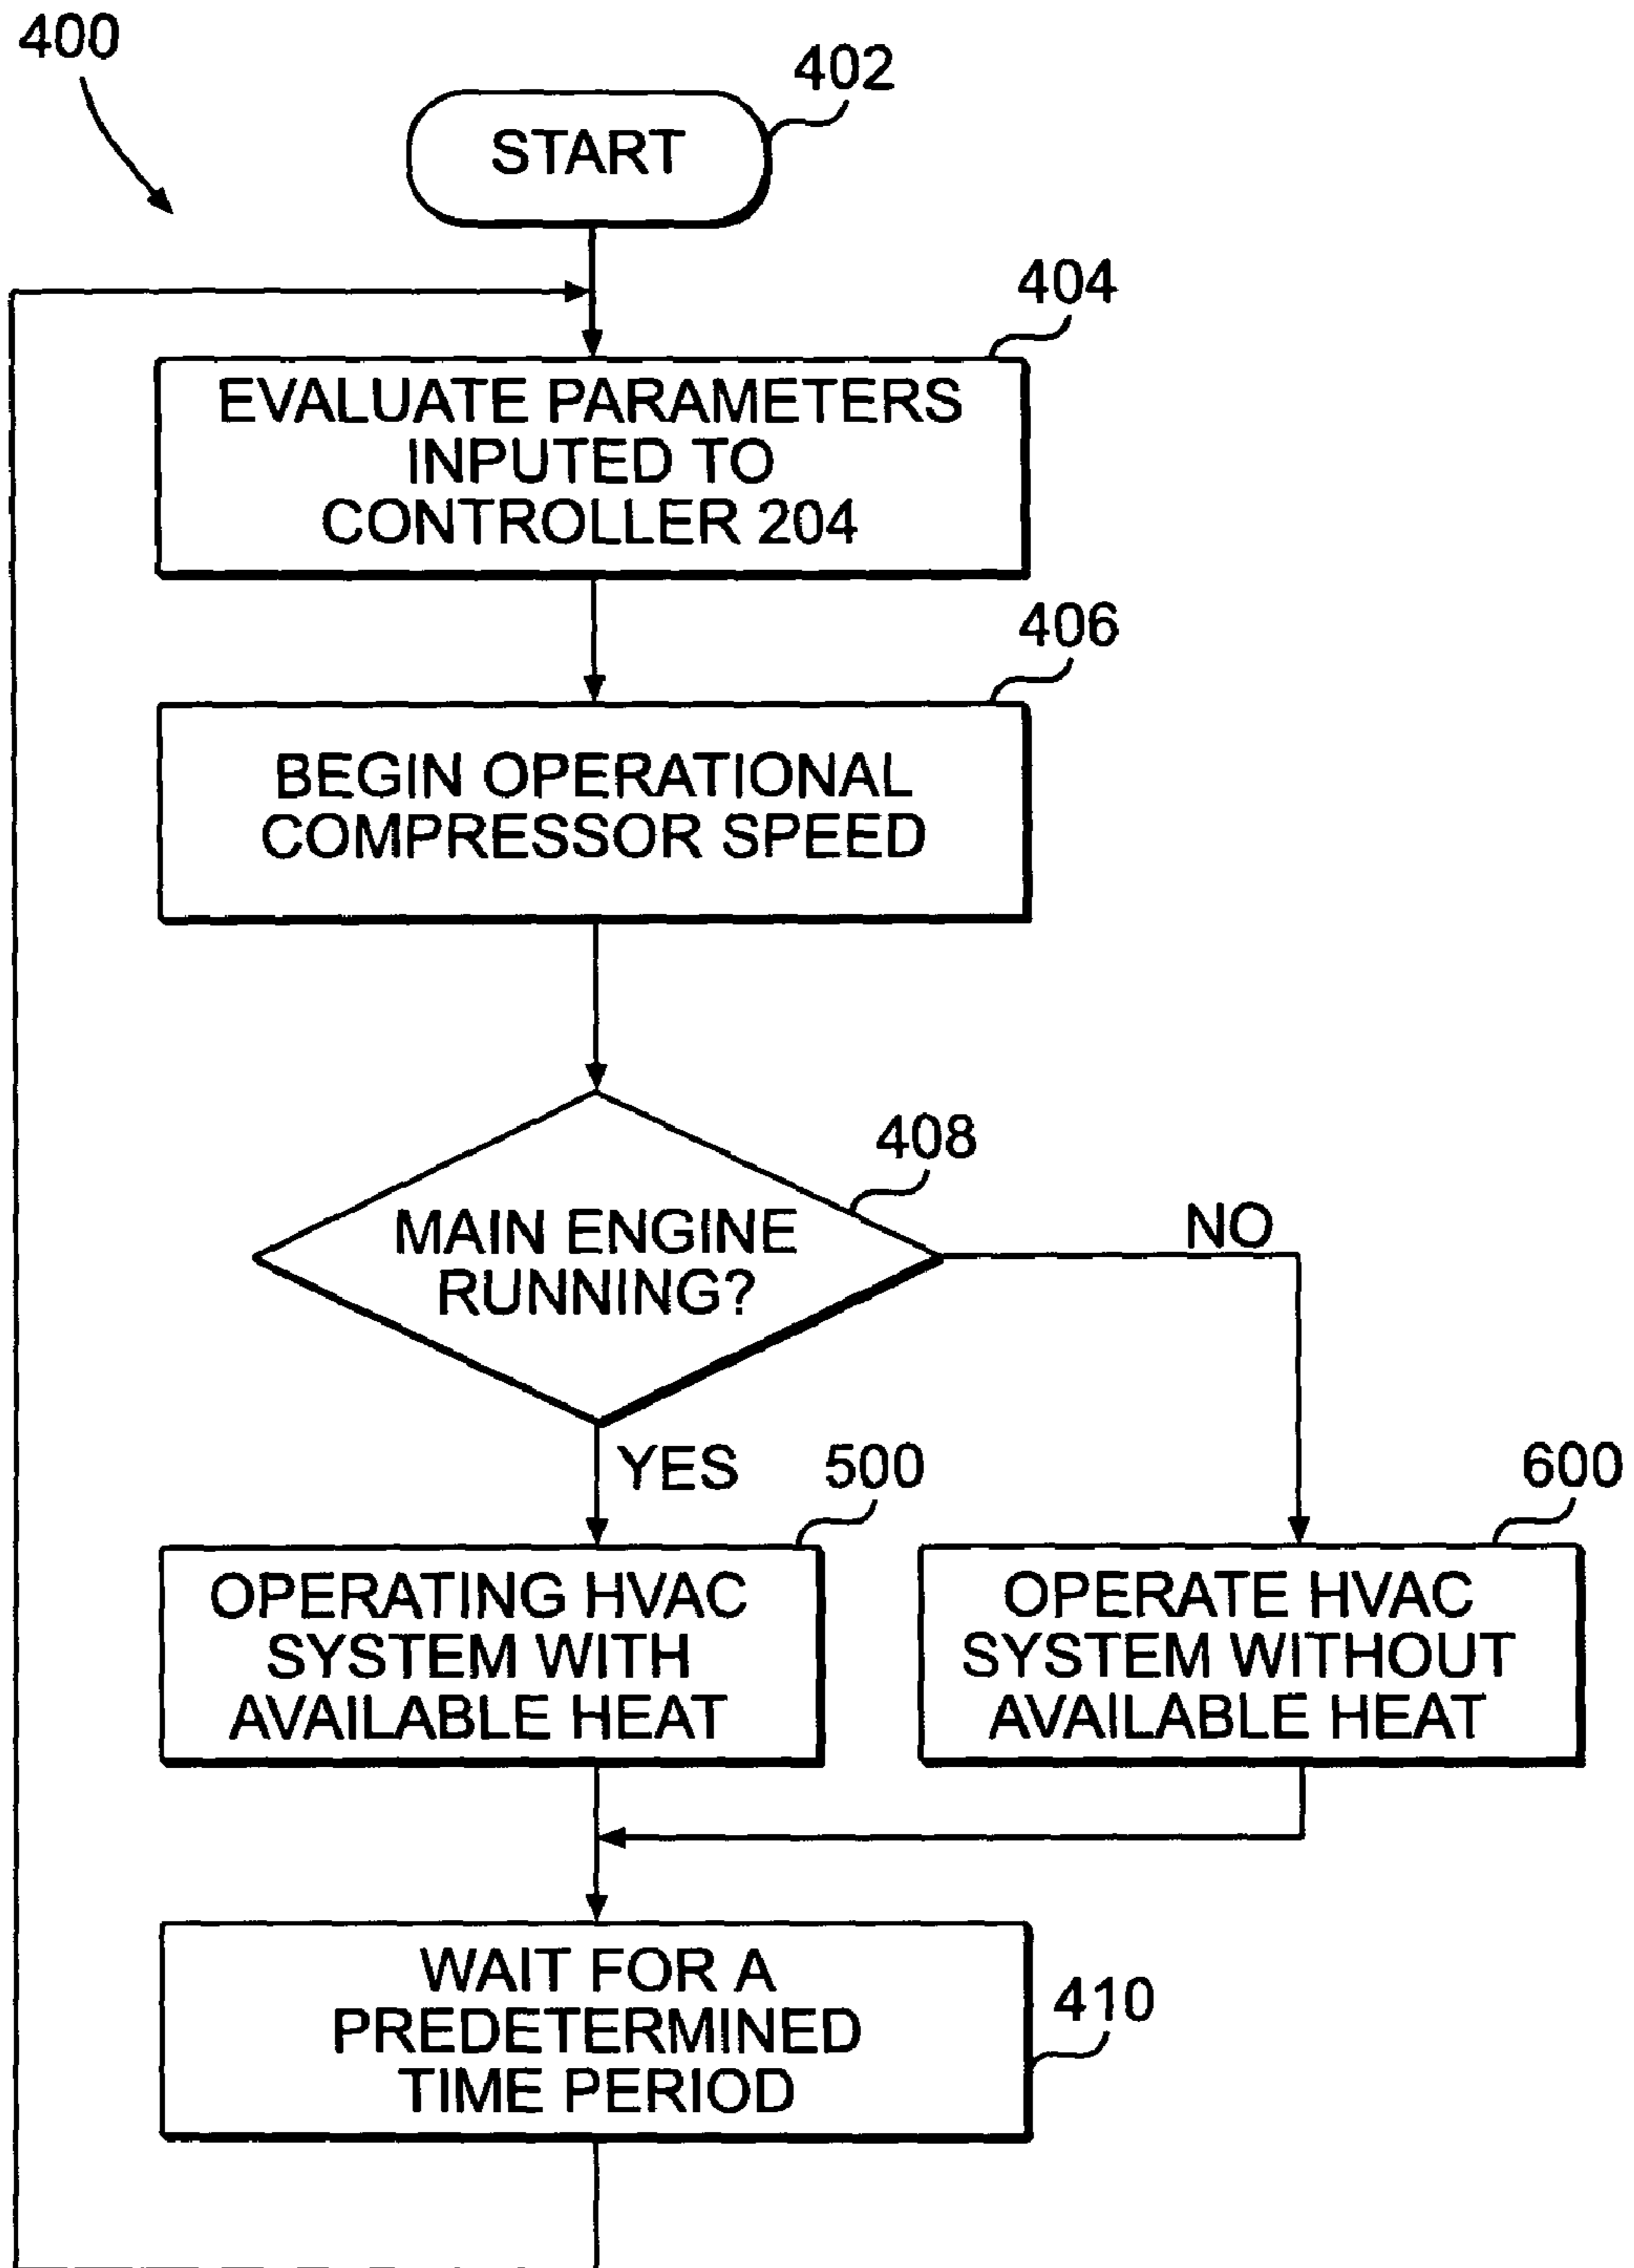 400
402
START
404
EVALUATE PARAMETERS
INPUTED TO
CONTROLLER 204
406
BEGIN OPERATIONAL
COMPRESSOR SPEED
408
MAIN ENGINE
RUNNING?
NO
YES
500
600
OPERATING HVAC
SYSTEM WITH
AVAILABLE HEAT
OPERATE HVAC
SYSTEM WITHOUT
AVAILABLE HEAT
WAIT FOR A
PREDETERMINED
TIME PERIOD
410